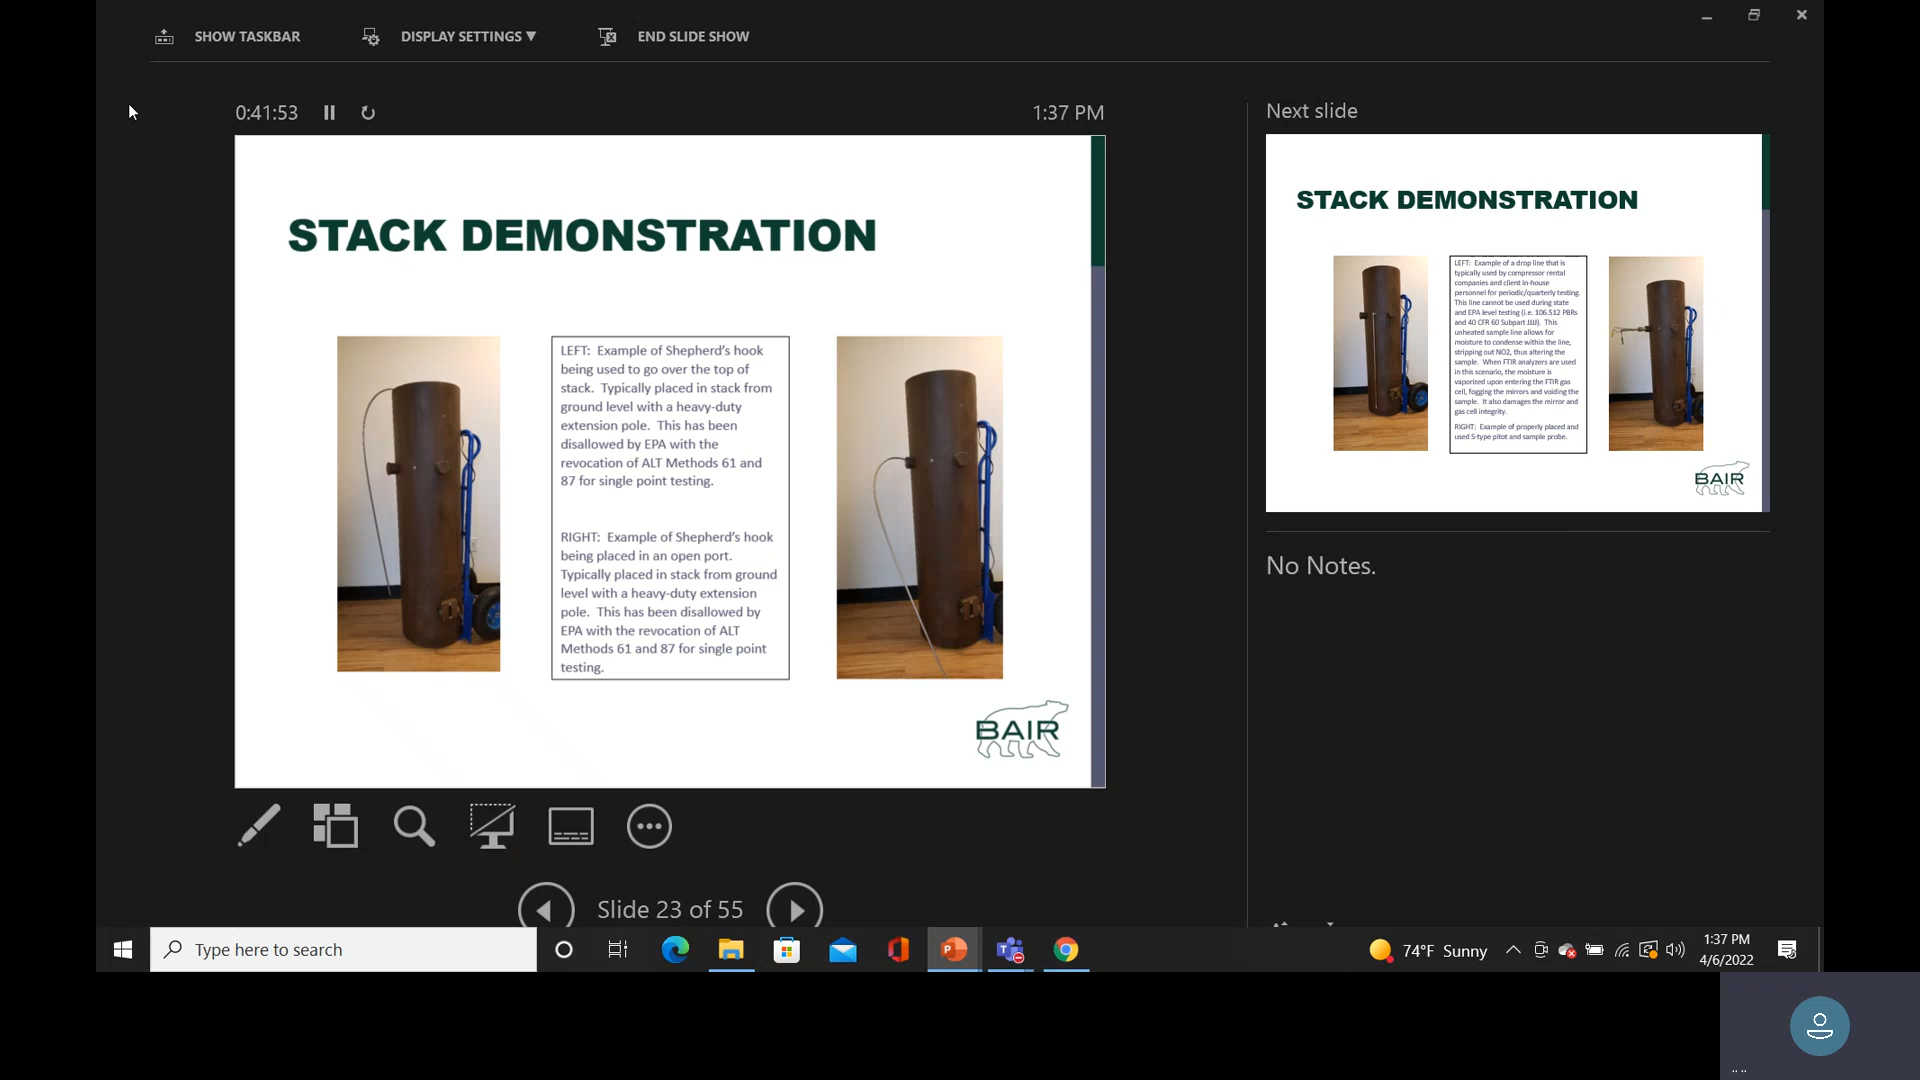 SHOW TASKBAR
DISPLAY SETTINGS ▼
END SLIDE SHOW
0:41:53
1:37 PM
STACK DEMONSTRATION
LEFT: Example of Shepherd's hook
being used to go over the top of
stack. Typically placed in stack from
ground level with a heavy-duty
extension pole. This has been
disallowed by EPA with the
revocation of ALT Methods 61 and
87 for single point testing.
RIGHT: Example of Shepherd's hook
being placed in an open port.
Typically placed in stack from ground
level with a heavy-duty extension
pole. This has been disallowed by
EPA with the revocation of ALT
Methods 61 and 87 for single point
testing.
BAIR
Slide 23 of 55
Next slide
STACK DEMONSTRATION
LEFT: Example of a drop line that is
typically used by compressor rental
companies and client in-house
personnel for periodic/quarterly testing.
This line cannot be used during state
and EPA level testing (i.e. 106.512 PBRs
and 40 CFR 60 Subpart JJJJ). This
unheated sample line allows for
moisture to condense within the line,
stripping out NO2, thus altering the
sample. When FTIR analyzers are used
in this scenario, the moisture is
vaporized upon entering the FTIR gas
cell, fogging the mirrors and voiding the
sample. It also damages the mirror and
gas cell integrity.
RIGHT: Example of properly placed and
used S-type pitot and sample probe.
BAIR
No Notes.
Type here to search
74°F Sunny
1:37 PM
4/6/2022